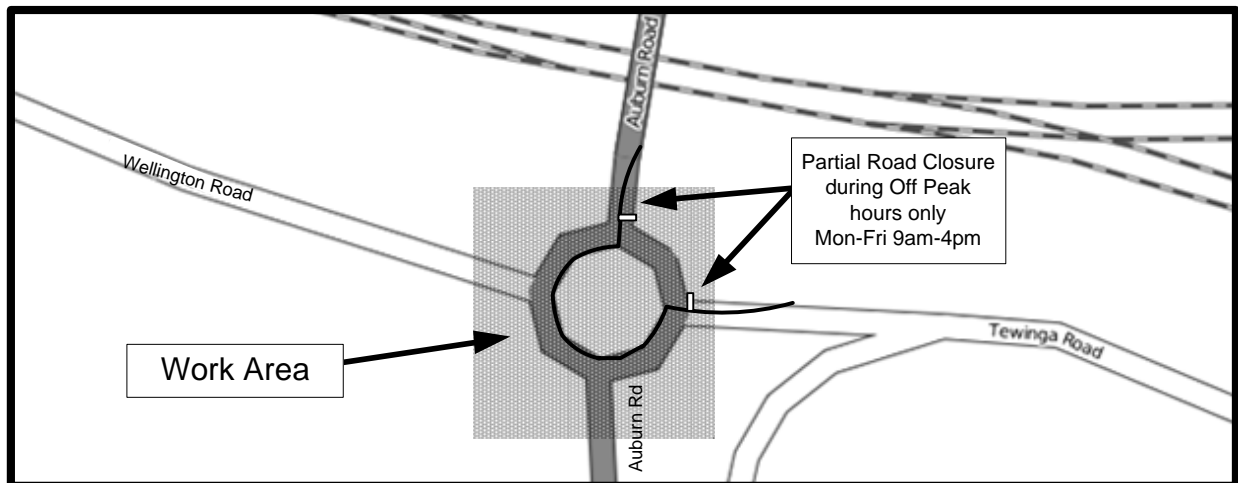 Auburn Road
Wellington Road
Partial Road Closure
during Off Peak
hours only
Mon-Fri 9am-4pm
Work Area
Tewinga Road
Auburn Rd